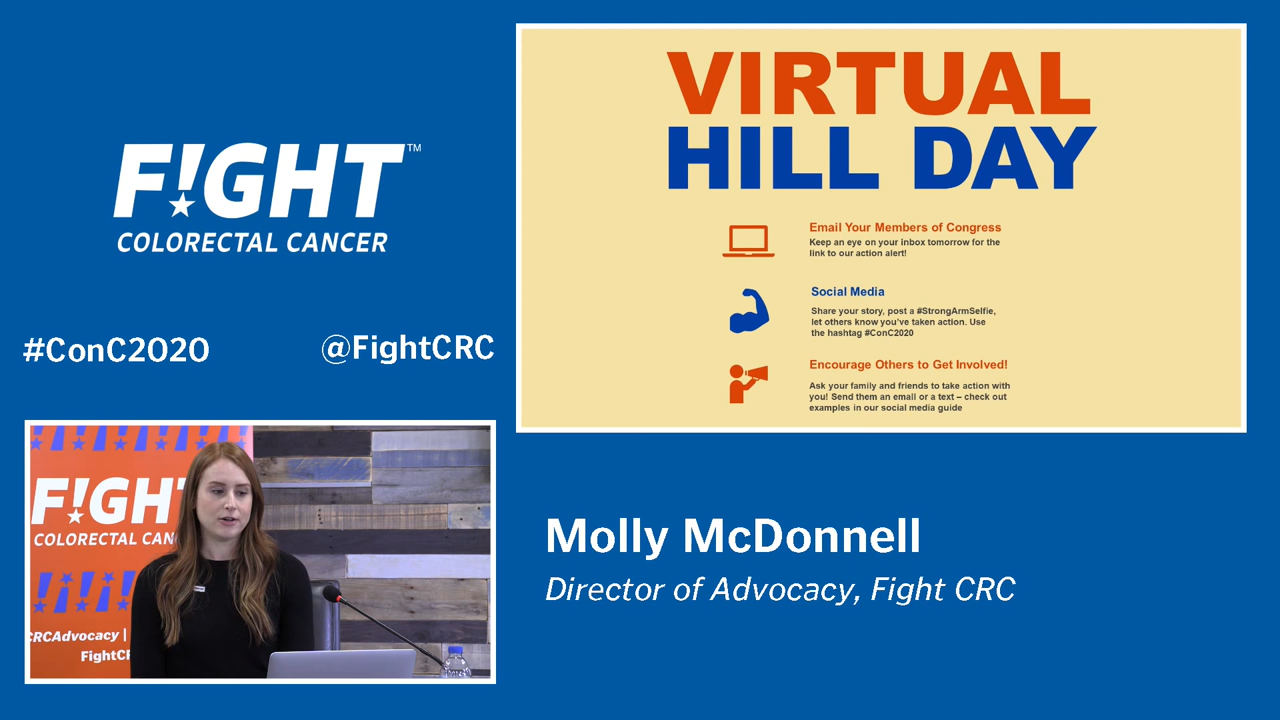 F!GHT™
COLORECTAL CANCER
#ConC2020
@FightCRC
VIRTUAL
HILL DAY
Email Your Members of Congress
Keep an eye on your inbox tomorrow for the
link to our action alert!
Social Media
Share your story, post a #StrongArmSelfie,
let others know you've taken action. Use
the hashtag #ConC2020
Encourage Others to Get Involved!
Ask your family and friends to take action with
you! Send them an email or a text – check out
examples in our social media guide
F!GHT
COLORECTAL CAN
CRCAdvocacy |
FightCR
Molly McDonnell
Director of Advocacy, Fight CRC